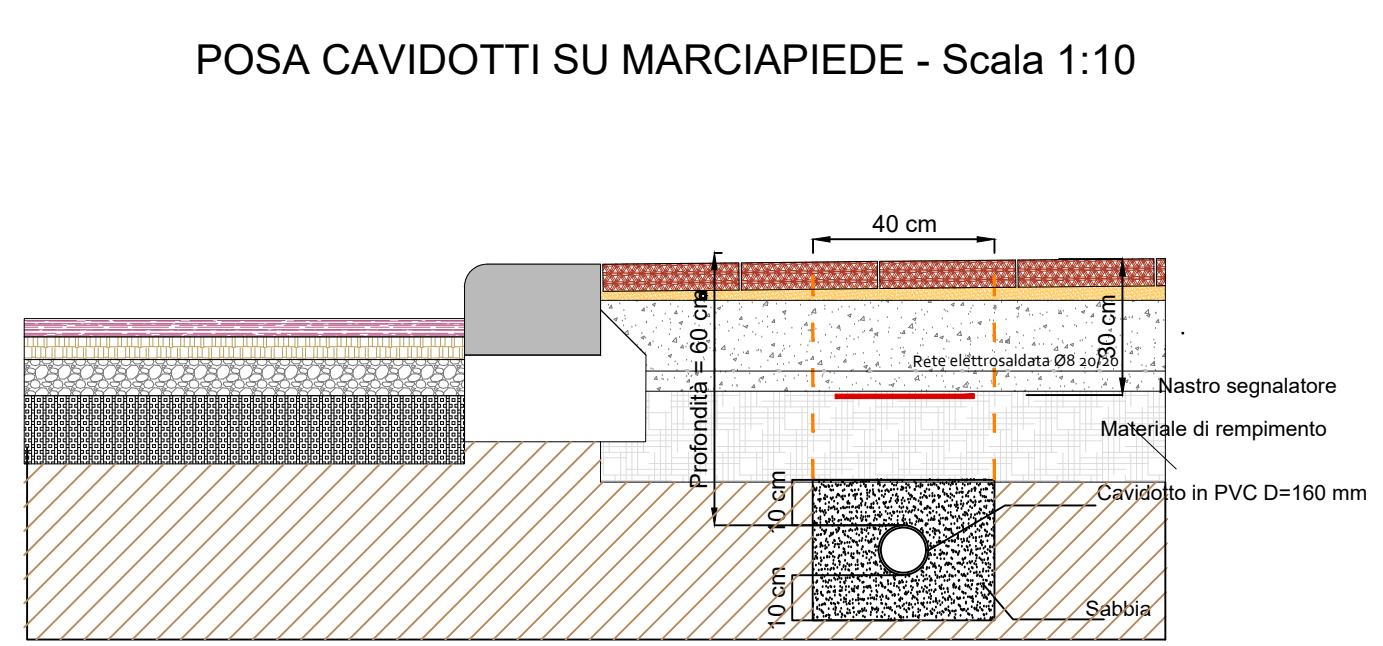 POSA CAVIDOTTI SU MARCIAPIEDE - Scala 1:10
40 cm
Profondità = 60 cm
30 cm
Rete elettrosaldata Ø8 20/20
Nastro segnalatore
Materiale di rempimento
10 cm
Cavidotto in PVC D=160 mm
10 cm
Sabbia